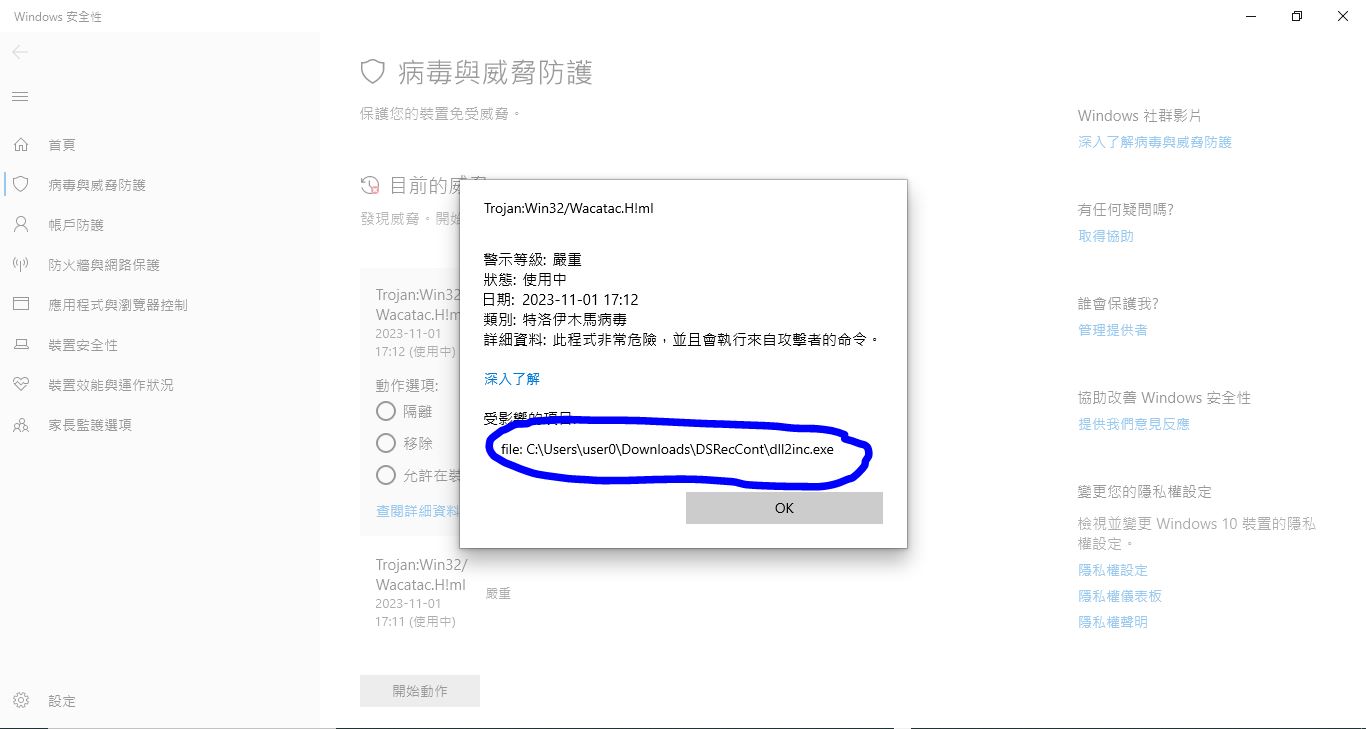 Windows 安全性
首頁
病毒與威脅防護
帳戶防護
防火牆與網路保護
應用程式與瀏覽器控制
裝置安全性
裝置效能與運作狀況
家長監護選項
設定
病毒與威脅防護
保護您的裝置免受威脅。
目前的威脅
發現威脅。開始
Trojan:Win32
Wacatac.H!m
2023-11-01
17:12 (使用中)
動作選項:
隔離
移除
允許在裝
查閱詳細資料
Trojan:Win32/
Wacatac.H!ml
2023-11-01
17:11 (使用中)
嚴重
開始動作
Trojan:Win32/Wacatac.H!ml
警示等級: 嚴重
狀態: 使用中
日期: 2023-11-01 17:12
類別: 特洛伊木馬病毒
詳細資料: 此程式非常危險，並且會執行來自攻擊者的命令。
深入了解
受影響的項目:
file: C:\Users\user0\Downloads\DSRecCont\dll2inc.exe
OK
Windows 社群影片
深入了解病毒與威脅防護
有任何疑問嗎?
取得協助
誰會保護我?
管理提供者
協助改善 Windows 安全性
提供我們意見反應
變更您的隱私權設定
檢視並變更 Windows 10 裝置的隱私
權設定。
隱私權設定
隱私權儀表板
隱私權聲明